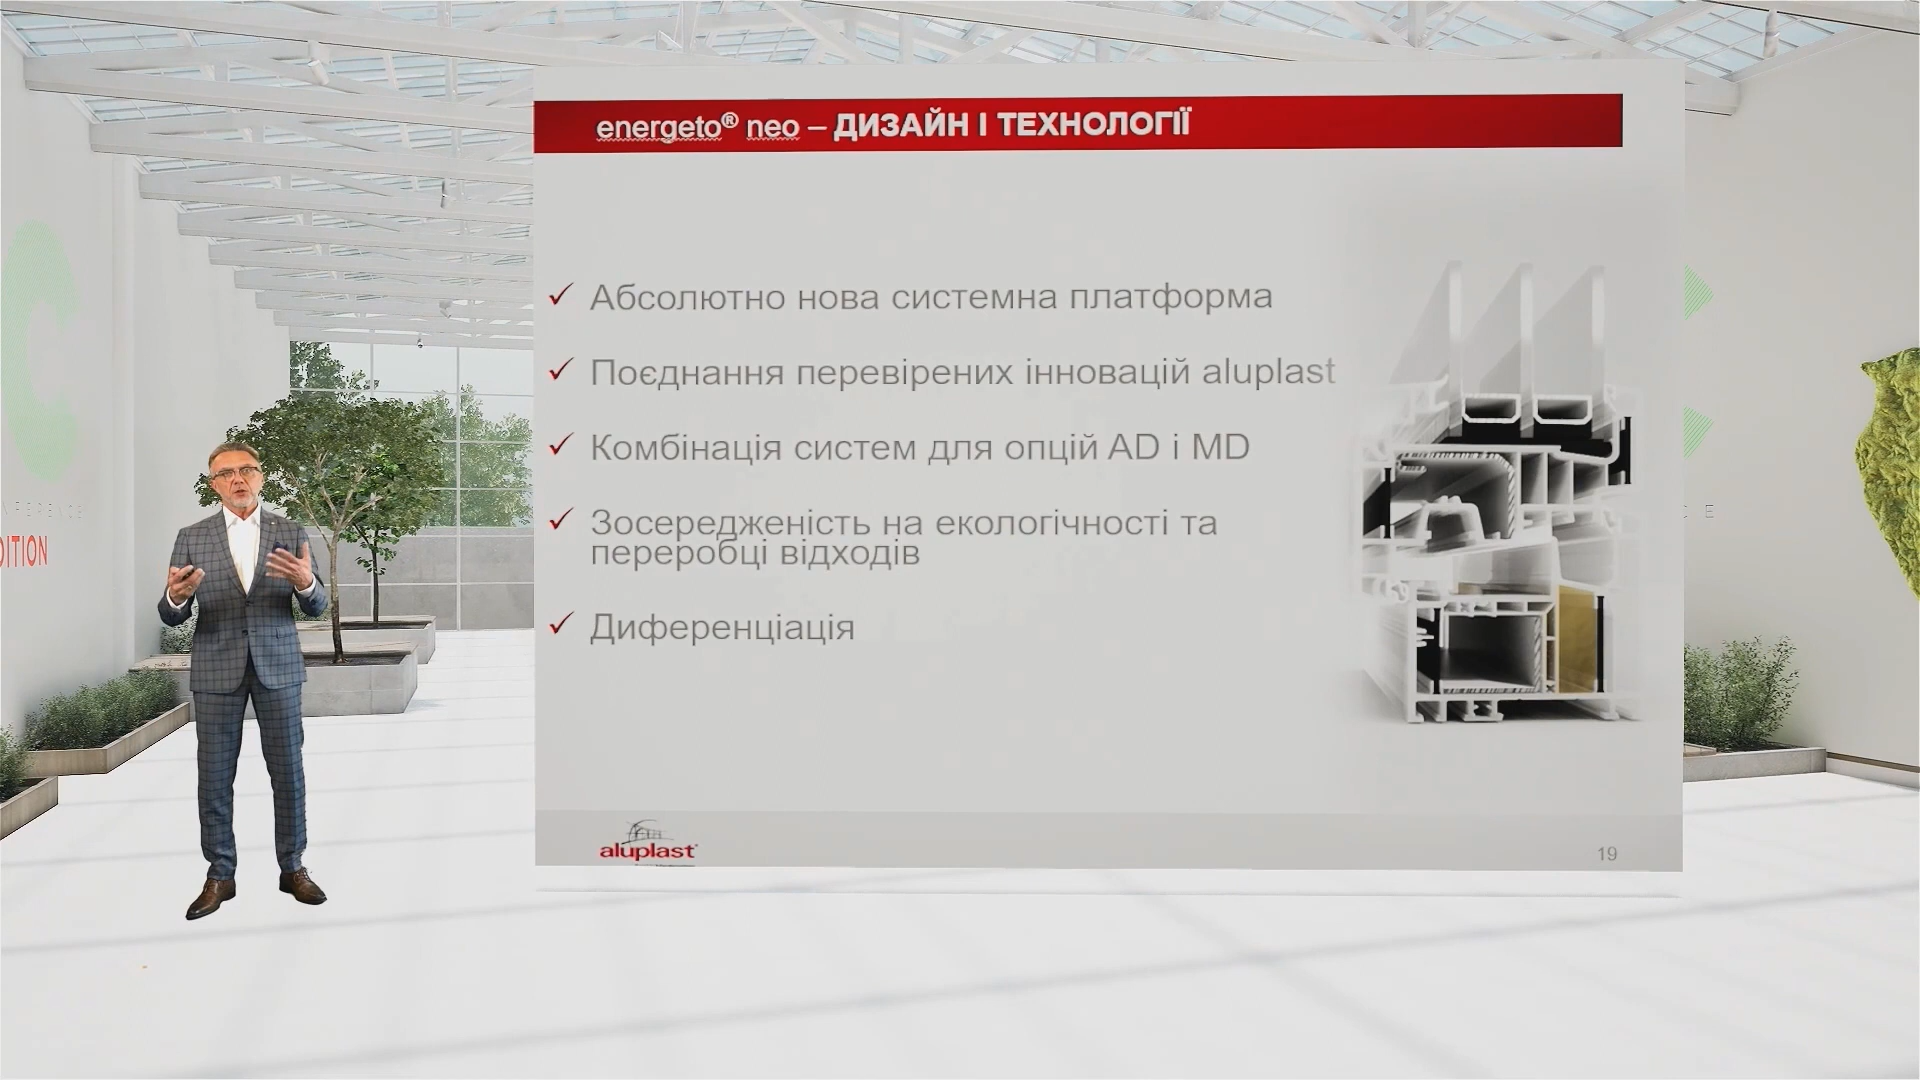 energeto® neo – ДИЗАЙН І ТЕХНОЛОГІЇ
Абсолютно нова системна платформа
Поєднання перевірених інновацій aluplast
Комбінація систем для опцій AD і MD
Зосередженість на екологічності та
переробці відходів
Диференціація
aluplast
19